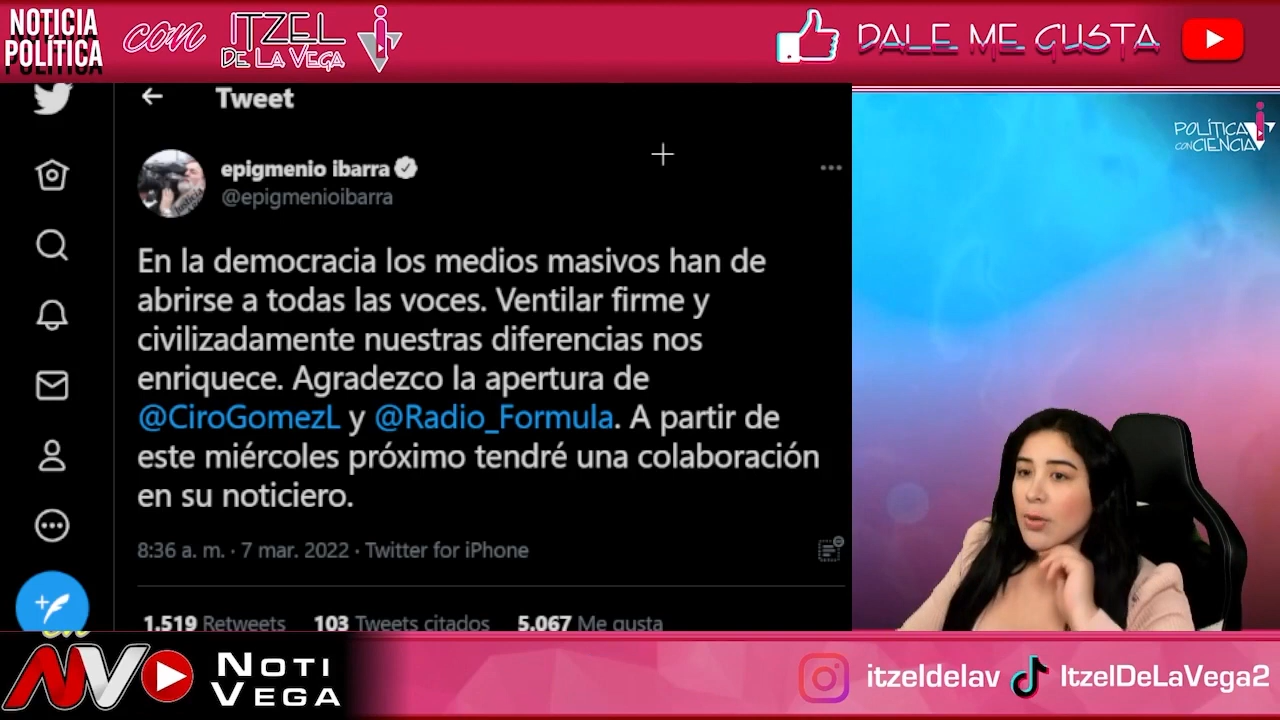 NOTICIA
POLÍTICA
con
ITZEL
DE LA VEGA
DALE ME GUSTA
Tweet
epigmenio ibarra
@epigmenioibarra
En la democracia los medios masivos han de
abrirse a todas las voces. Ventilar firme y
civilizadamente nuestras diferencias nos
enriquece. Agradezco la apertura de
@CiroGomezL y @Radio_Formula. A partir de
este miércoles próximo tendré una colaboración
en su noticiero.
8:36 a. m. · 7 mar. 2022 · Twitter for iPhone
1.519 Retweets 103 Tweets citados 5.067 Me gusta
POLÍTICA
CON CIENCIA
en
NV
NOTI
VEGA
itzeldelav
ItzelDeLaVega2